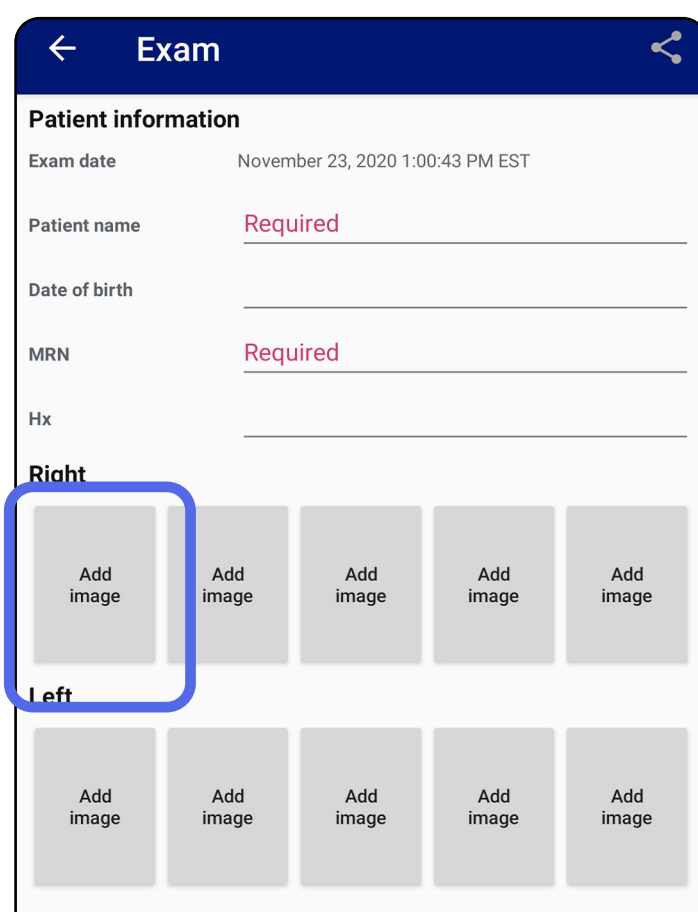 Exam
Patient information
Exam date November 23, 2020 1:00:43 PM EST
Patient name Required
Date of birth
MRN Required
Hx
Right
Add image Add image Add image Add image Add image
Left
Add image Add image Add image Add image Add image